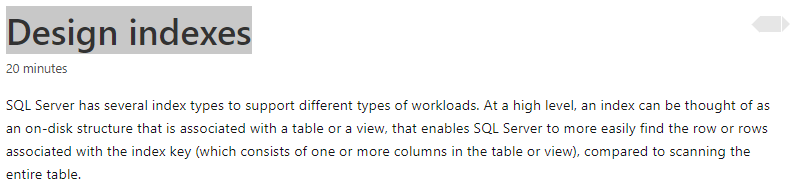 Design indexes
20 minutes
SQL Server has several index types to support different types of workloads. At a high level, an index can be thought of as
an on-disk structure that is associated with a table or a view, that enables SQL Server to more easily find the row or rows
associated with the index key (which consists of one or more columns in the table or view), compared to scanning the
entire table.